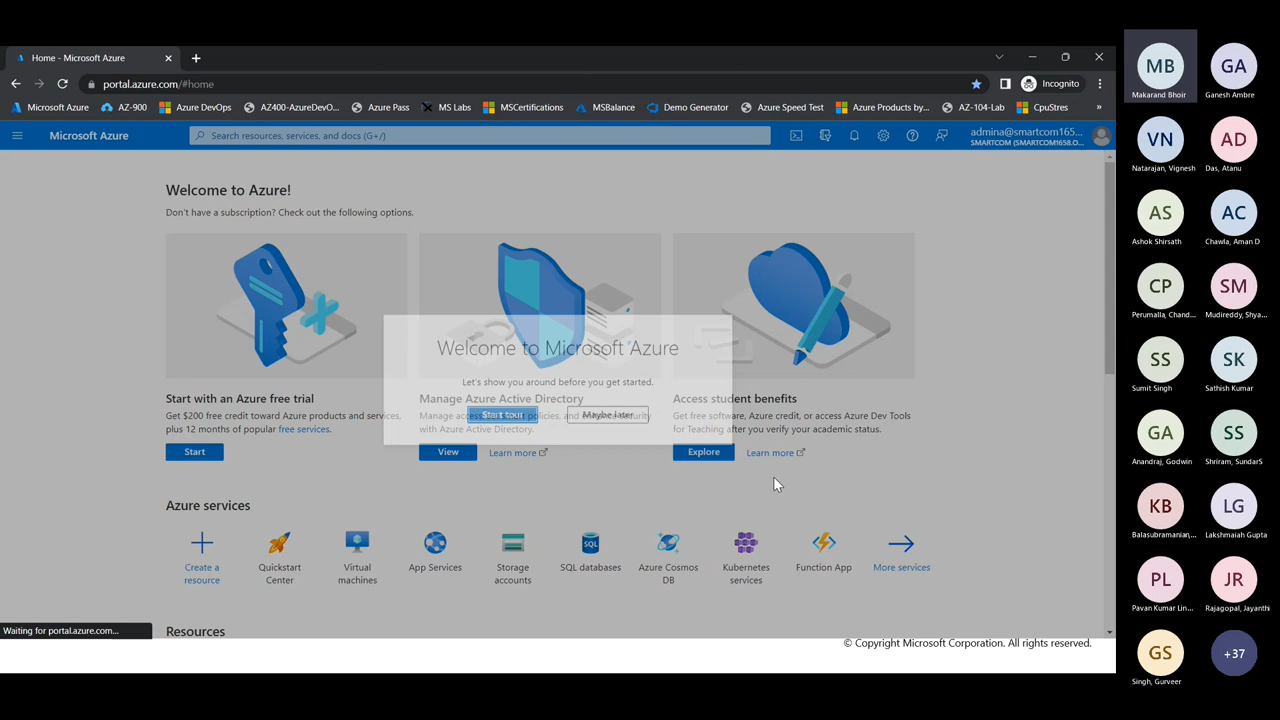 Home - Microsoft Azure
portal.azure.com/#home
Incognito
Microsoft Azure
AZ-900
Azure DevOps
AZ400-AzureDevO...
Azure Pass
MS Labs
MSCertifications
MSBalance
Demo Generator
Azure Speed Test
Azure Products by...
AZ-104-Lab
CpuStres
»
Microsoft Azure
Search resources, services, and docs (G+/)
admina@smartcom165...
SMARTCOM (SMARTCOM1658.O...
Welcome to Azure!
Don't have a subscription? Check out the following options.
Welcome to Microsoft Azure
Let's show you around before you get started.
Start tour
Maybe later
Start with an Azure free trial
Get $200 free credit toward Azure products and services,
plus 12 months of popular free services.
Start
Manage Azure Active Directory
Manage access, policies, and security
with Azure Active Directory.
View
Learn more
Access student benefits
Get free software, Azure credit, or access Azure Dev Tools
for Teaching after you verify your academic status.
Explore
Learn more
Azure services
Create a
resource
Quickstart
Center
Virtual
machines
App Services
Storage
accounts
SQL
SQL databases
Azure Cosmos
DB
Kubernetes
services
Function App
More services
Resources
Waiting for portal.azure.com...
© Copyright Microsoft Corporation. All rights reserved.
MB
Makarand Bhoir
GA
Ganesh Ambre
VN
Natarajan, Vignesh
AD
Das, Atanu
AS
Ashok Shirsath
AC
Chawla, Aman D
CP
Perumalla, Chand...
SM
Mudireddy, Shya...
SS
Sumit Singh
SK
Sathish Kumar
GA
Anandraj, Godwin
SS
Shriram, SundarS
KB
Balasubramanian,...
LG
Lakshmaiah Gupta
PL
Pavan Kumar Lin...
JR
Rajagopal, Jayanthi
GS
Singh, Gurveer
+37